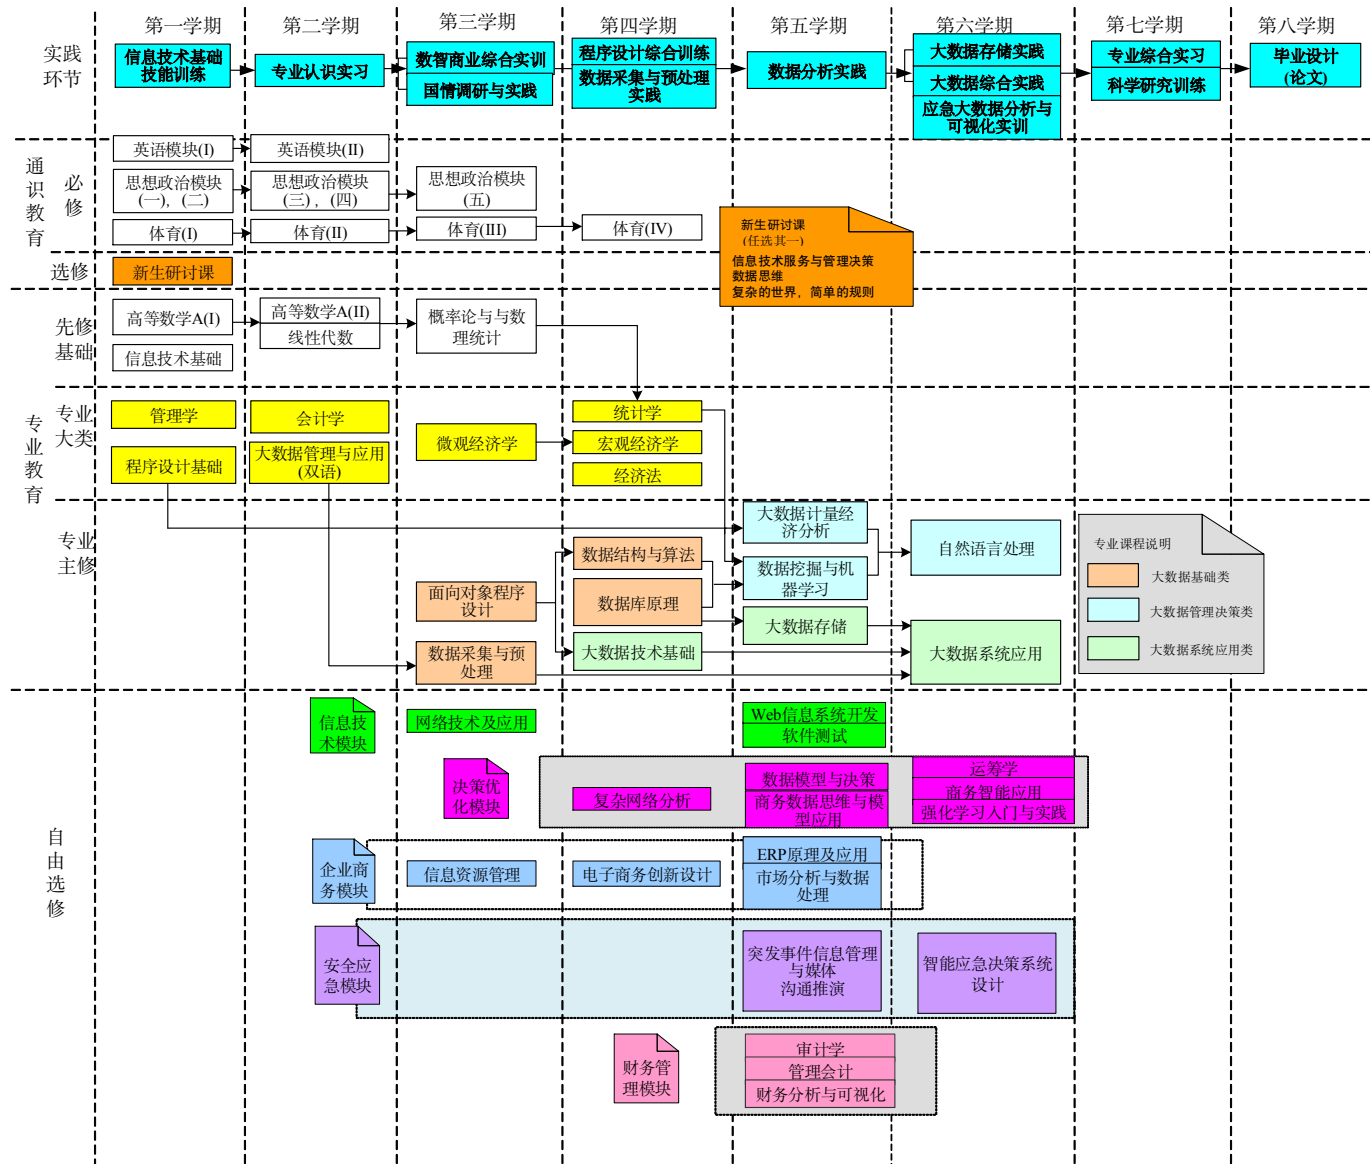 第一学期
第二学期
第三学期
第四学期
第五学期
第六学期
第七学期
第八学期
实践
环节
信息技术基础
技能训练
专业认识实习
数智商业综合实训
国情调研与实践
程序设计综合训练
数据采集与预处理
实践
数据分析实践
大数据存储实践
大数据综合实践
应急大数据分析与
可视化实训
专业综合实习
科学研究训练
毕业设计
(论文)
通
识
教
育
必
修
英语模块(I)
英语模块(II)
思想政治模块
(一)，(二)
思想政治模块
(三)，(四)
思想政治模块
(五)
体育(I)
体育(II)
体育(III)
体育(IV)
新生研讨课
(任选其一)
信息技术服务与管理决策
数据思维
复杂的世界，简单的规则
选修
新生研讨课
先修
基础
高等数学A(I)
高等数学A(II)
线性代数
概率论与与数
理统计
信息技术基础
专
业
教
育
专业
大类
管理学
会计学
统计学
微观经济学
宏观经济学
程序设计基础
大数据管理与应用
(双语)
经济法
专业
主修
大数据计量经
济分析
自然语言处理
数据结构与算法
数据挖掘与机
器学习
面向对象程序
设计
数据库原理
大数据存储
数据采集与预
处理
大数据技术基础
大数据系统应用
专业课程说明
大数据基础类
大数据管理决策类
大数据系统应用类
自
由
选
修
信息技
术模块
网络技术及应用
Web信息系统开发
软件测试
决策优
化模块
复杂网络分析
数据模型与决策
商务数据思维与模
型应用
运筹学
商务智能应用
强化学习入门与实践
企业商
务模块
信息资源管理
电子商务创新设计
ERP原理及应用
市场分析与数据
处理
安全应
急模块
突发事件信息管理
与媒体
沟通推演
智能应急决策系统
设计
财务管
理模块
审计学
管理会计
财务分析与可视化